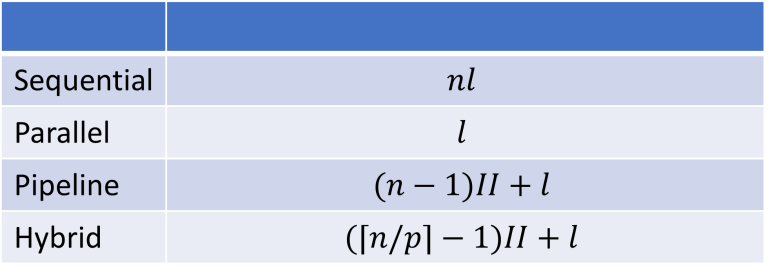 Sequential nl
Parallel l
Pipeline (n − 1)II + l
Hybrid (⌈n/p⌉ − 1)II + l